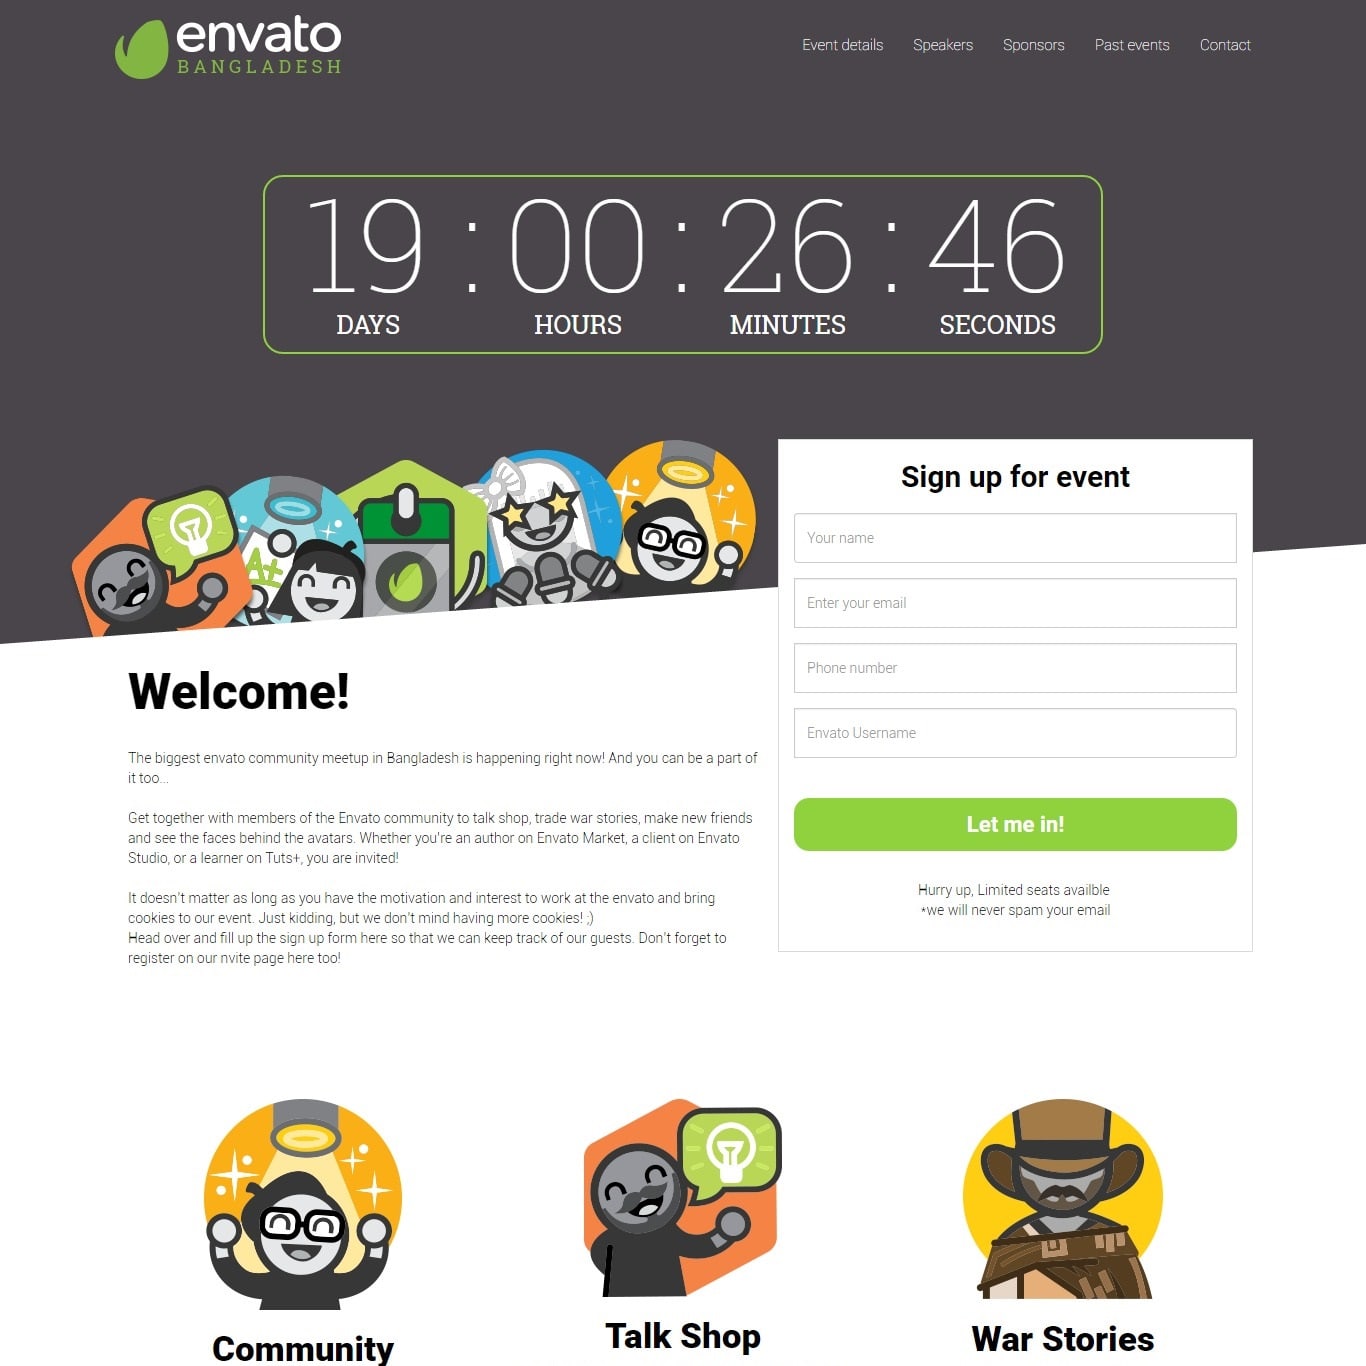 envato
BANGLADESH
Event details
Speakers
Sponsors
Past events
Contact
19 : 00 : 26 : 46
DAYS
HOURS
MINUTES
SECONDS
A+
Sign up for event
Your name
Enter your email
Phone number
Envato Username
Let me in!
Hurry up, Limited seats availble
*we will never spam your email
Welcome!
The biggest envato community meetup in Bangladesh is happening right now! And you can be a part of
it too...
Get together with members of the Envato community to talk shop, trade war stories, make new friends
and see the faces behind the avatars. Whether you're an author on Envato Market, a client on Envato
Studio, or a learner on Tuts+, you are invited!
It doesn't matter as long as you have the motivation and interest to work at the envato and bring
cookies to our event. Just kidding, but we don't mind having more cookies! ;)
Head over and fill up the sign up form here so that we can keep track of our guests. Don't forget to
register on our nvite page here too!
Community
Talk Shop
War Stories